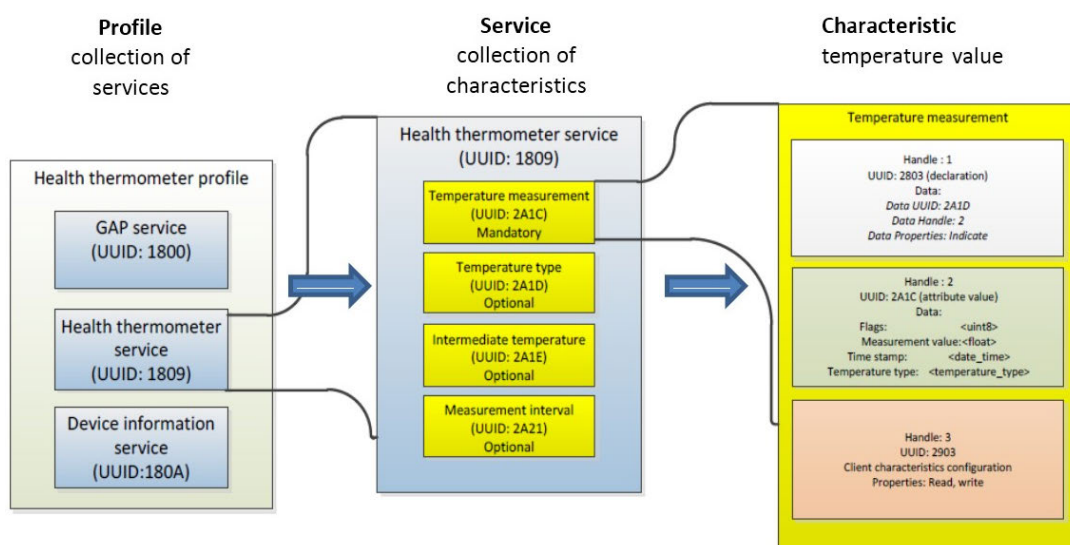 Profile
collection of
services
Service
collection of
characteristics
Characteristic
temperature value
Health thermometer profile
GAP service
(UUID: 1800)
Health thermometer
service
(UUID: 1809)
Device information
service
(UUID:180A)
Health thermometer service
(UUID: 1809)
Temperature measurement
(UUID: 2A1C)
Mandatory
Temperature type
(UUID: 2A1D)
Optional
Intermediate temperature
(UUID: 2A1E)
Optional
Measurement interval
(UUID: 2A21)
Optional
Temperature measurement
Handle : 1
UUID: 2803 (declaration)
Data:
Data UUID: 2A1D
Data Handle: 2
Data Properties: Indicate
Handle : 2
UUID: 2A1C (attribute value)
Data:
Flags: <uint8>
Measurement value:<float>
Time stamp: <date_time>
Temperature type: <temperature_type>
Handle: 3
UUID: 2903
Client characteristics configuration
Properties: Read, write